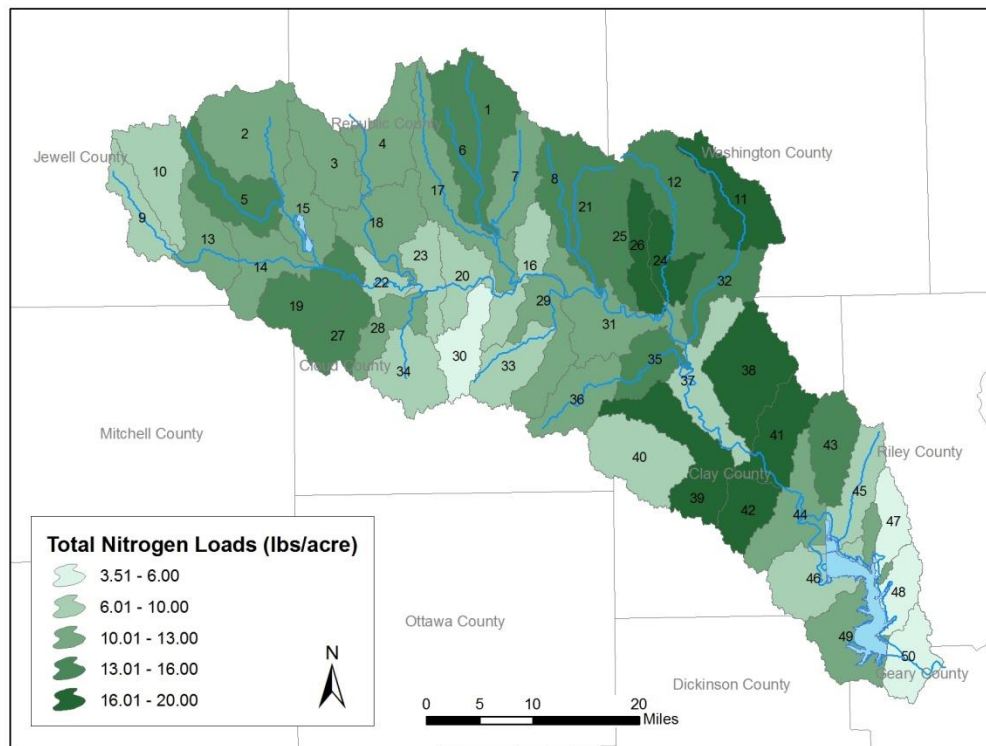 1
2
Republic County
4
Jewell County
10
3
6
7
8
12
Washington County
17
11
5
9
15
21
13
18
25
26
14
23
16
24
20
22
32
19
29
31
27
28
35
30
Cloud County
34
33
37
38
36
Mitchell County
41
43
40
Riley County
Clay County
45
39
42
44
47
46
48
Ottawa County
49
50
Geary County
Dickinson County
Total Nitrogen Loads (lbs/acre)
3.51 - 6.00
6.01 - 10.00
10.01 - 13.00
13.01 - 16.00
16.01 - 20.00
N
0 5 10 20
Miles